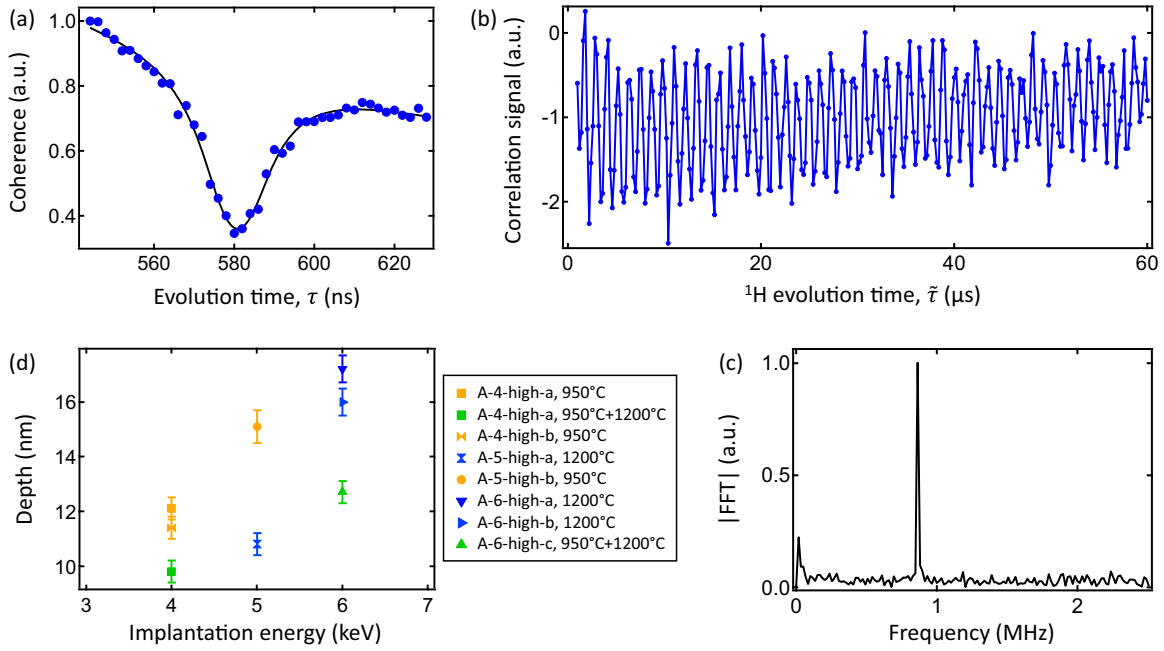 (a)
Coherence (a.u.)
1.0
0.8
0.6
0.4
560
580
600
620
Evolution time, τ (ns)
(b)
Correlation signal (a.u.)
0
-1
-2
0
20
40
60
¹H evolution time, τ̃ (μs)
(d)
Depth (nm)
16
14
12
10
3
4
5
6
7
Implantation energy (keV)
A-4-high-a, 950°C
A-4-high-a, 950°C+1200°C
A-4-high-b, 950°C
A-5-high-a, 1200°C
A-5-high-b, 950°C
A-6-high-a, 1200°C
A-6-high-b, 1200°C
A-6-high-c, 950°C+1200°C
(c)
|FFT| (a.u.)
1.0
0.5
0.0
0
1
2
Frequency (MHz)